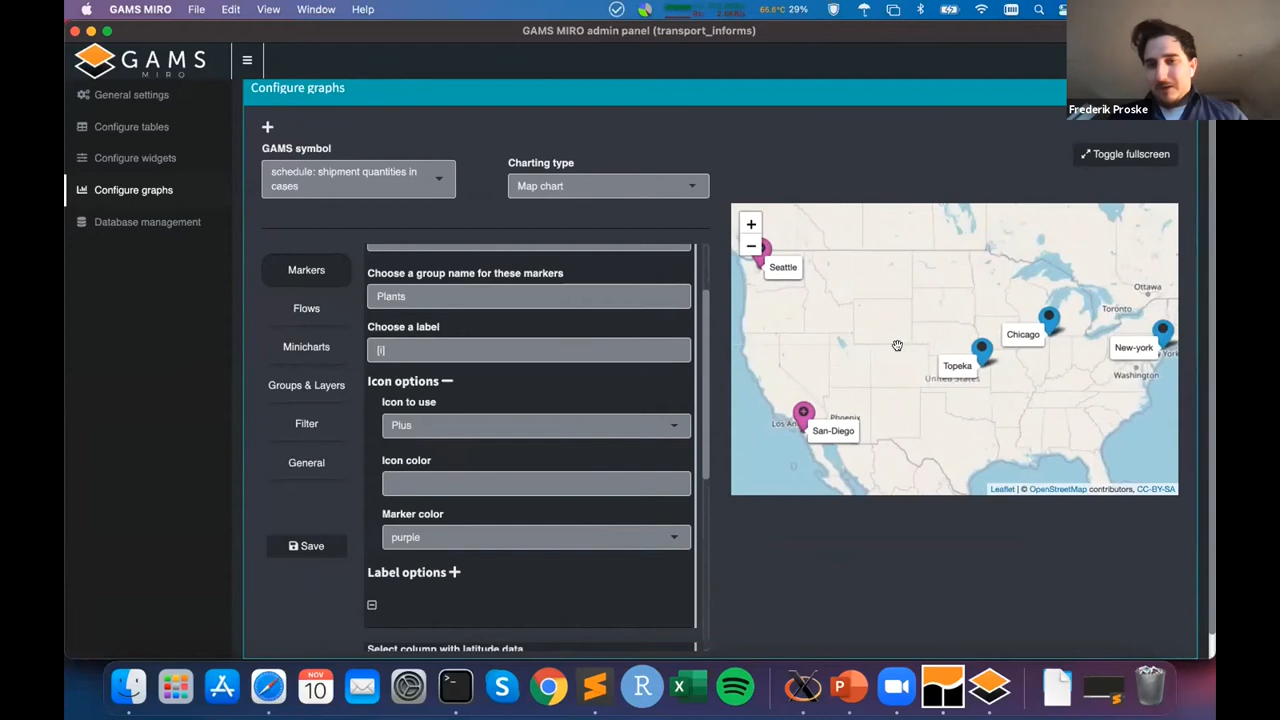 GAMS MIRO
File
Edit
View
Window
Help
66.6°C 29%
GAMS MIRO admin panel (transport_informs)
GAMS
MIRO
General settings
Configure tables
Configure widgets
Configure graphs
Database management
Configure graphs
Frederik Proske
GAMS symbol
schedule: shipment quantities in
cases
Charting type
Map chart
Toggle fullscreen
Markers
Flows
Minicharts
Groups & Layers
Filter
General
Save
Choose a group name for these markers
Plants
Choose a label
[i]
Icon options
Icon to use
Plus
Icon color
Marker color
purple
Label options
Select column with latitude data
+
−
Seattle
Ottawa
Toronto
Chicago
New-york
York
Topeka
United States
Washington
Los An
Phoenix
San-Diego
Leaflet | © OpenStreetMap contributors, CC-BY-SA
NOV
10